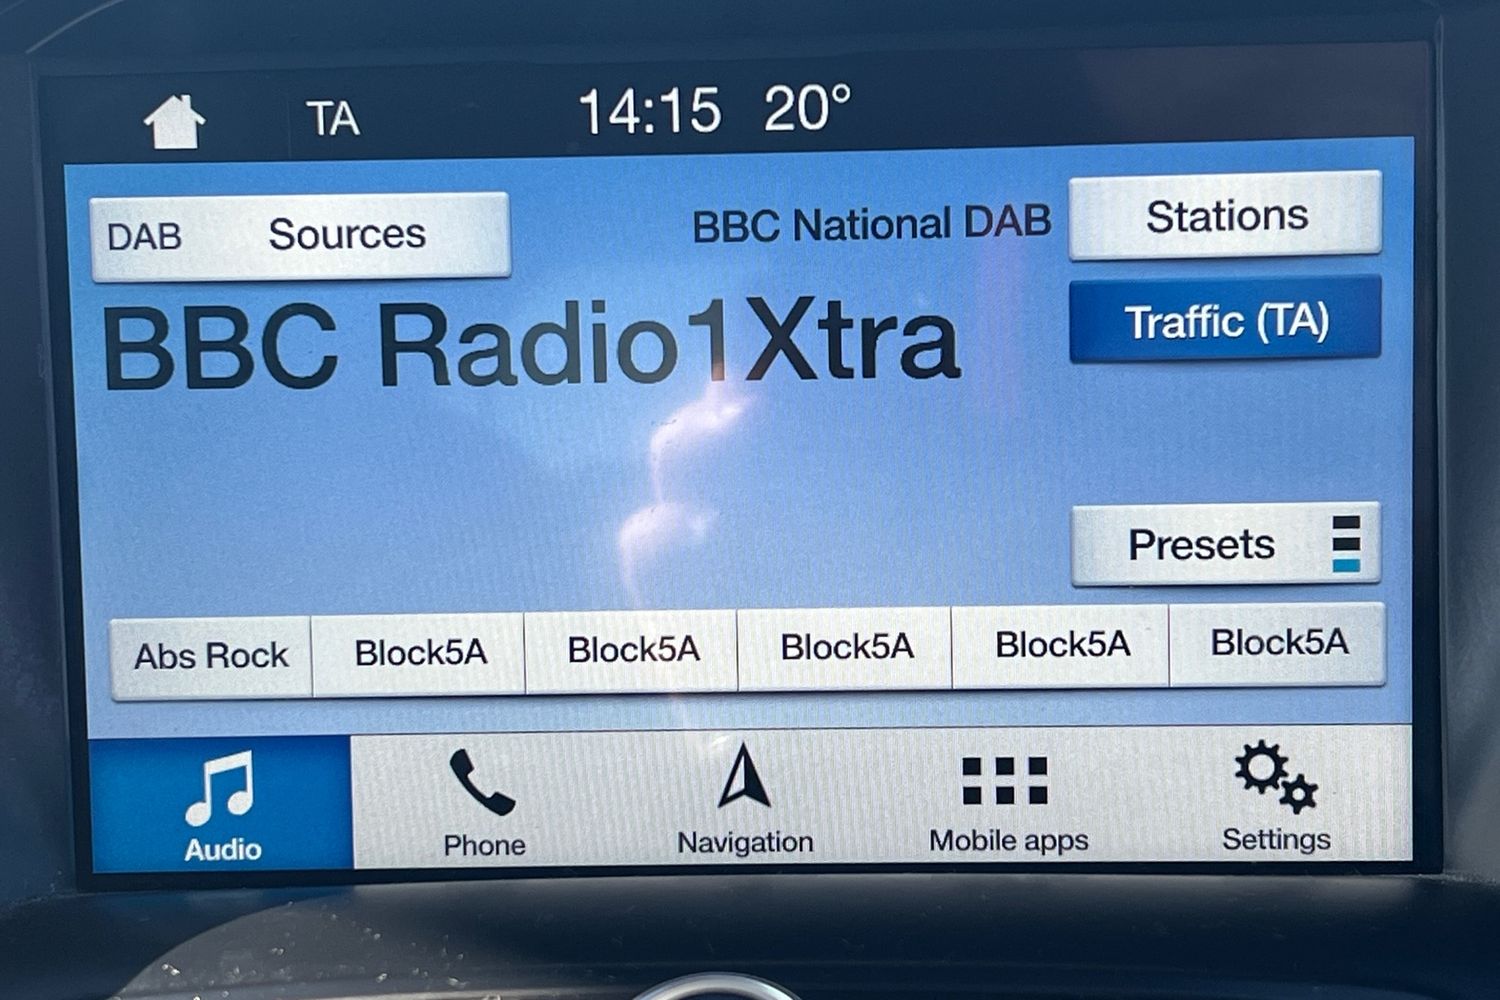 TA 14:15 20°
DAB Sources BBC National DAB Stations
BBC Radio1Xtra
Traffic (TA)
Presets
Abs Rock Block5A Block5A Block5A Block5A Block5A
Audio Phone Navigation Mobile apps Settings